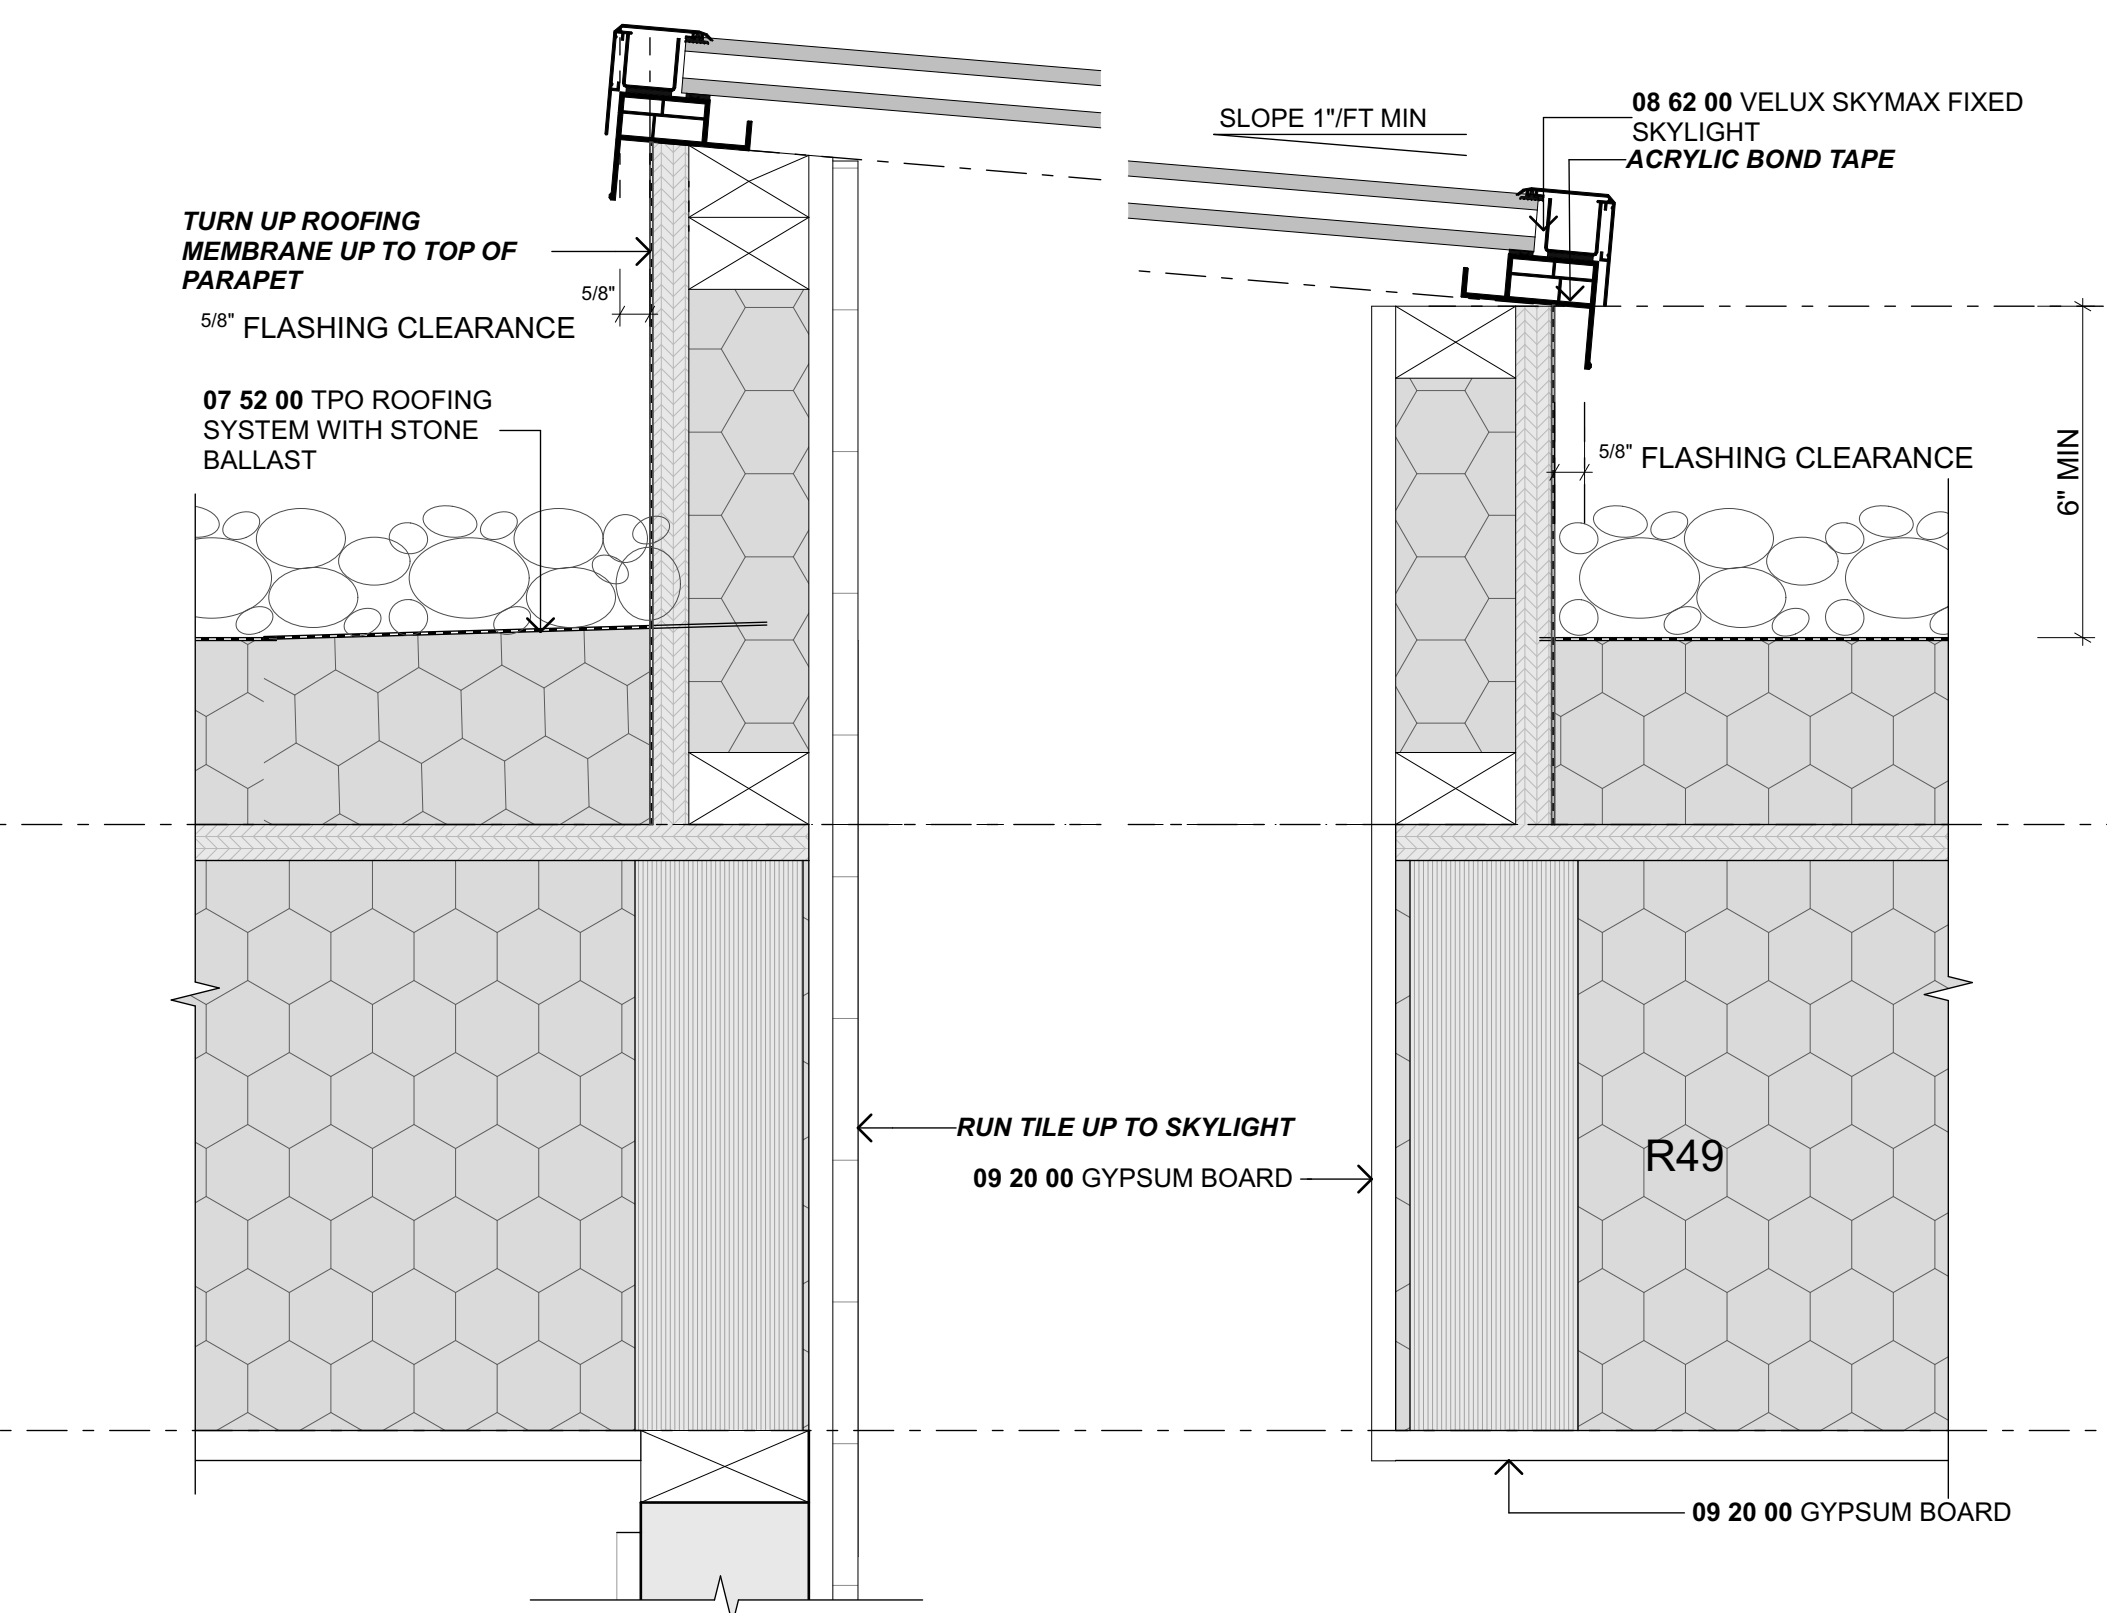 SLOPE 1"/FT MIN
08 62 00 VELUX SKYMAX FIXED
SKYLIGHT
ACRYLIC BOND TAPE
TURN UP ROOFING
MEMBRANE UP TO TOP OF
PARAPET
5/8"
5/8" FLASHING CLEARANCE
07 52 00 TPO ROOFING
SYSTEM WITH STONE
BALLAST
5/8" FLASHING CLEARANCE
6" MIN
RUN TILE UP TO SKYLIGHT
09 20 00 GYPSUM BOARD
R49
09 20 00 GYPSUM BOARD